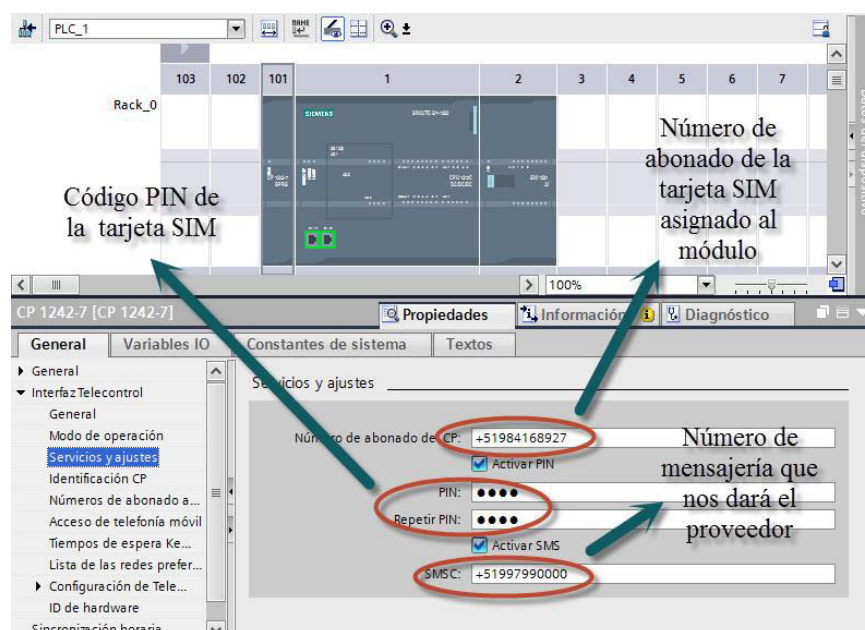 PLC_1
103 102 101 1 2 3 4 5 6 7
Rack_0
SIEMENS
Código PIN de
la tarjeta SIM
Número de
abonado de la
tarjeta SIM
asignado al
módulo
100%
CP 1242-7 [CP 1242-7]
Propiedades
Información
Diagnóstico
General
Variables IO
Constantes de sistema
Textos
General
Interfaz Telecontrol
General
Modo de operación
Servicios y ajustes
Identificación CP
Números de abonado a...
Acceso de telefonía móvil
Tiempos de espera Ke...
Lista de las redes prefer...
Configuración de Tele...
ID de hardware
Sincronización horaria
Servicios y ajustes
Número de abonado de CP: +51984168927
Activar PIN
PIN: ●●●●
Repetir PIN: ●●●●
Activar SMS
SMSC: +51997990000
Número de
mensajería que
nos dará el
proveedor